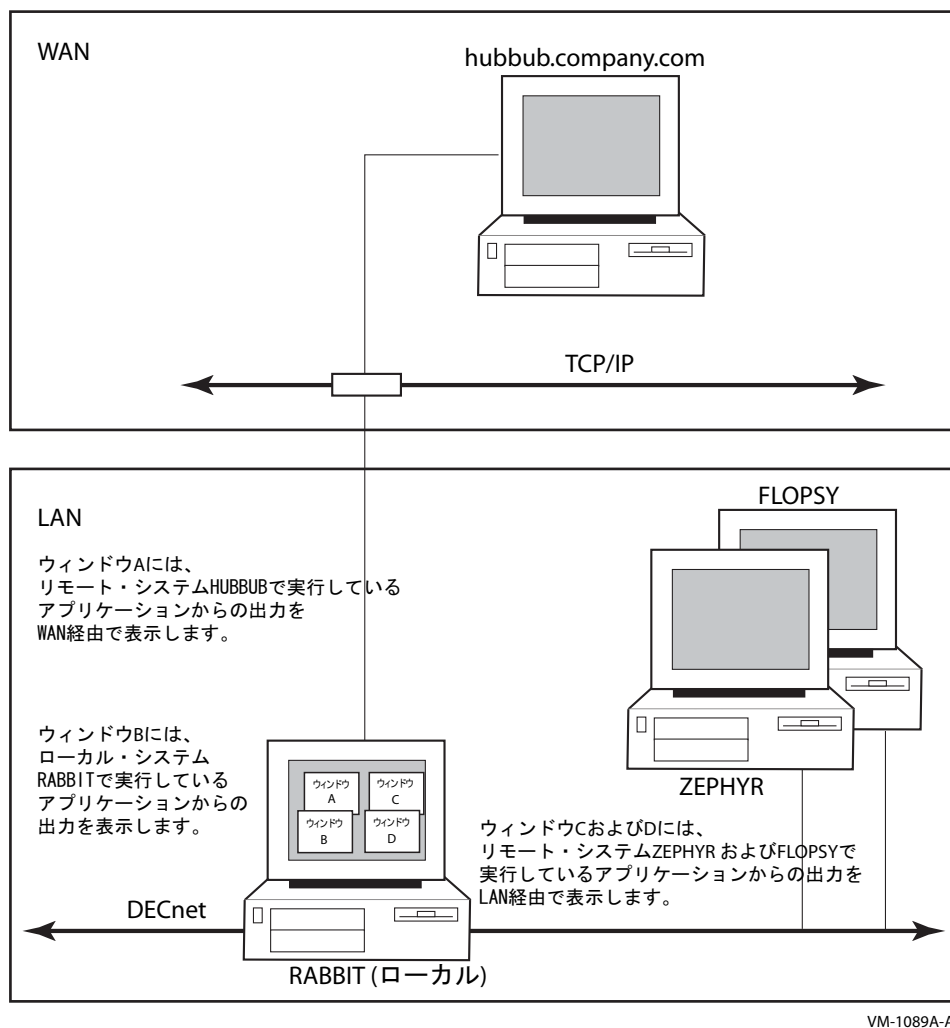 WAN
hubbub.company.com
TCP/IP
LAN
FLOPSY
ウィンドウAには、
リモート・システムHUBBUBで実行している
アプリケーションからの出力を
WAN経由で表示します。
ZEPHYR
ウィンドウBには、
ローカル・システム
RABBITで実行している
アプリケーションからの
出力を表示します。
ウィンドウ
A
ウィンドウ
C
ウィンドウ
B
ウィンドウ
D
ウィンドウCおよびDには、
リモート・システムZEPHYR およびFLOPSYで
実行しているアプリケーションからの出力を
LAN経由で表示します。
DECnet
RABBIT (ローカル)
VM-1089A-A